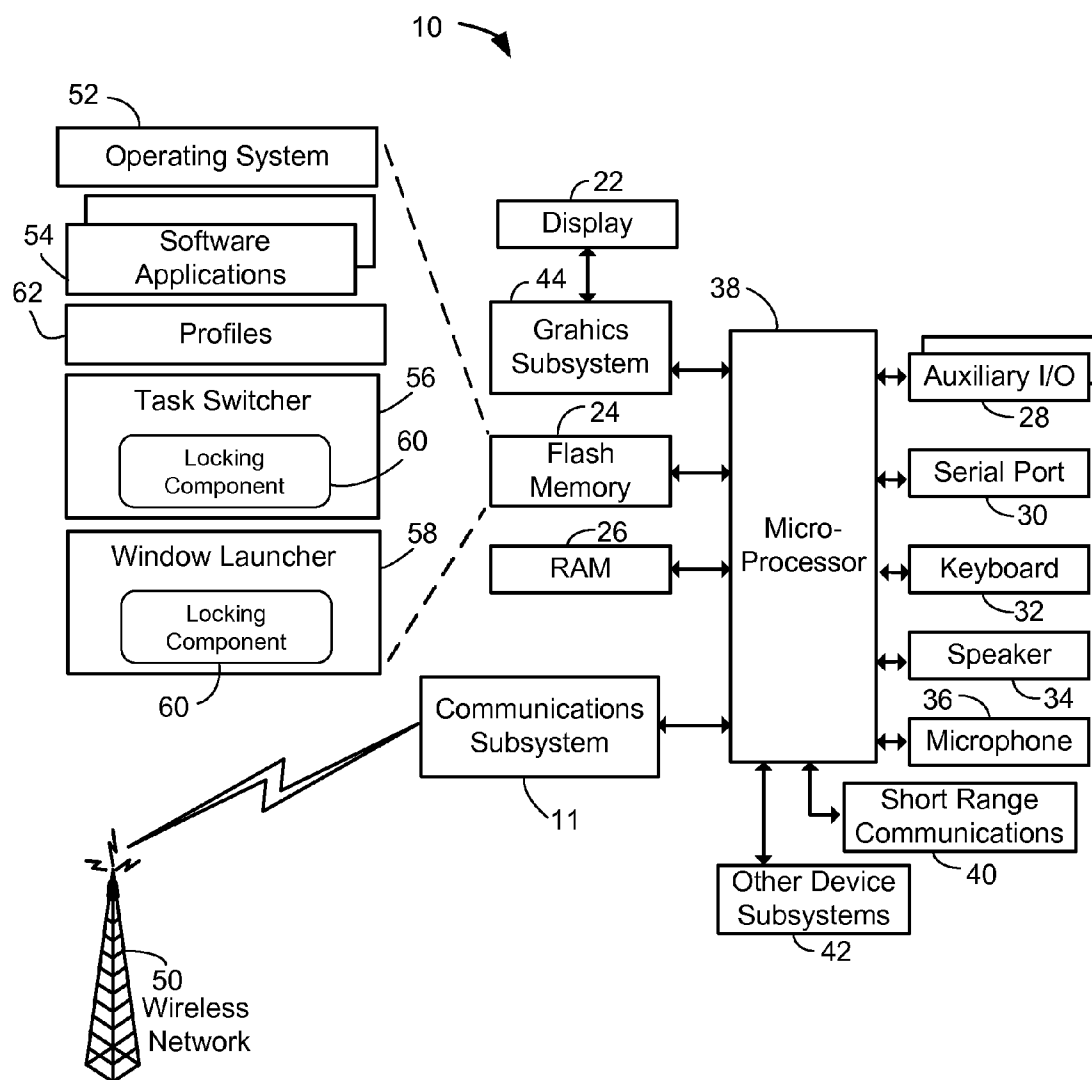 10
52
Operating System
54
Software
Applications
62
Profiles
56
Task Switcher
60
Locking
Component
58
Window Launcher
Locking
Component
60
22
Display
44
Grahics
Subsystem
24
Flash
Memory
26
RAM
Communications
Subsystem
11
38
Micro-
Processor
Auxiliary I/O
28
Serial Port
30
Keyboard
32
Speaker
34
36
Microphone
Short Range
Communications
40
Other Device
Subsystems
42
50
Wireless
Network